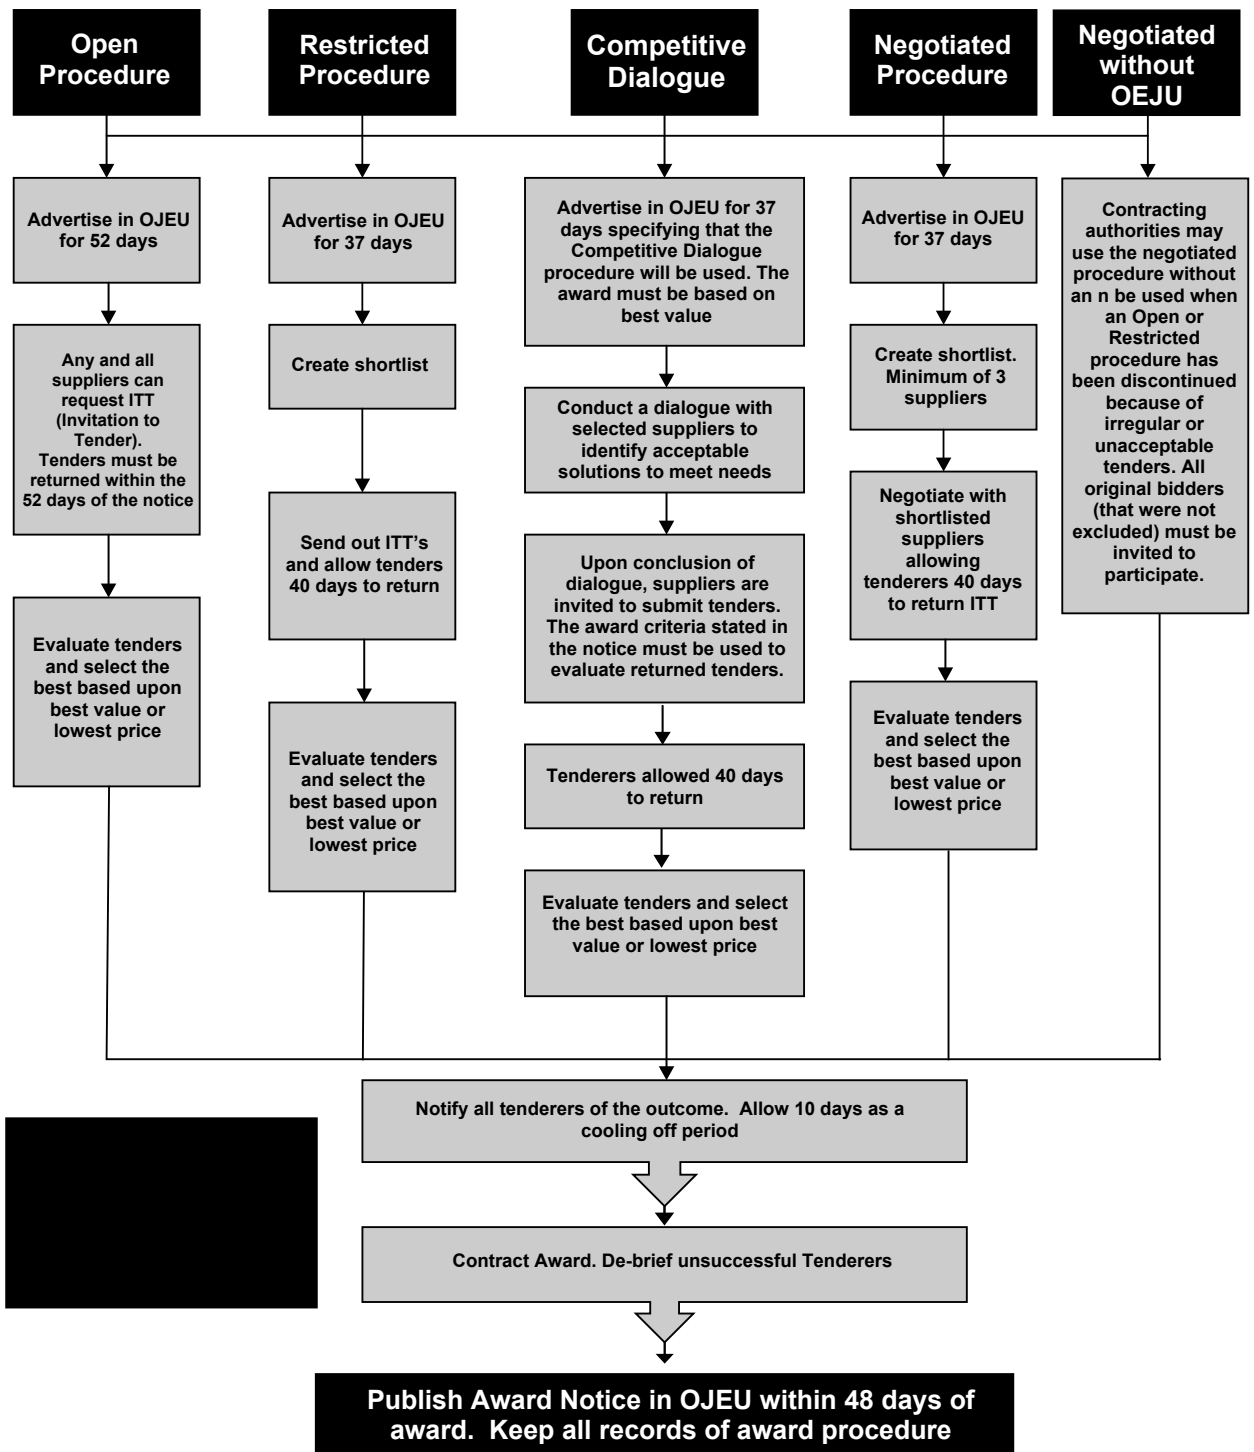 Open
Procedure
Restricted
Procedure
Competitive
Dialogue
Negotiated
Procedure
Negotiated
without
OEJU
Advertise in OJEU
for 52 days
Any and all
suppliers can
request ITT
(Invitation to
Tender).
Tenders must be
returned within the
52 days of the notice
Evaluate tenders
and select the
best based upon
best value or
lowest price
Advertise in OJEU
for 37 days
Create shortlist
Send out ITT's
and allow tenders
40 days to return
Evaluate tenders
and select the
best based upon
best value or
lowest price
Advertise in OJEU for 37
days specifying that the
Competitive Dialogue
procedure will be used. The
award must be based on
best value
Conduct a dialogue with
selected suppliers to
identify acceptable
solutions to meet needs
Upon conclusion of
dialogue, suppliers are
invited to submit tenders.
The award criteria stated in
the notice must be used to
evaluate returned tenders.
Tenderers allowed 40 days
to return
Evaluate tenders and select
the best based upon best
value or lowest price
Advertise in OJEU
for 37 days
Create shortlist.
Minimum of 3
suppliers
Negotiate with
shortlisted
suppliers
allowing
tenderers 40 days
to return ITT
Evaluate tenders
and select the
best based upon
best value or
lowest price
Contracting
authorities may
use the negotiated
procedure without
an n be used when
an Open or
Restricted
procedure has
been discontinued
because of
irregular or
unacceptable
tenders. All
original bidders
(that were not
excluded) must be
invited to
participate.
Notify all tenderers of the outcome.  Allow 10 days as a
cooling off period
Contract Award. De-brief unsuccessful Tenderers
Publish Award Notice in OJEU within 48 days of
award.  Keep all records of award procedure